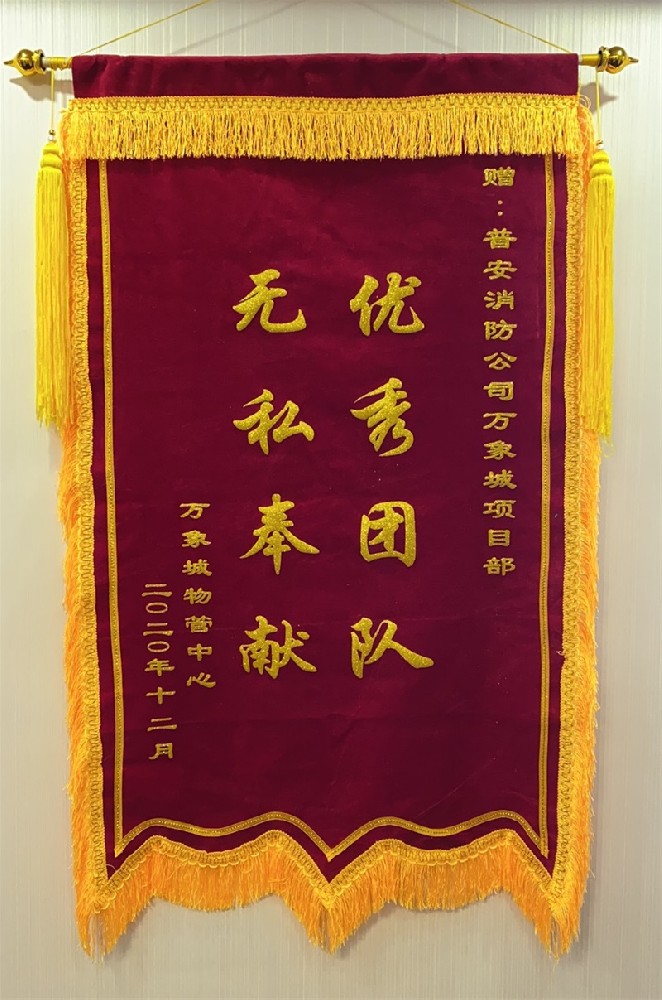 赠：普安消防公司万象城项目部
优秀团队
无私奉献
万象城物营中心
二〇二〇年十二月